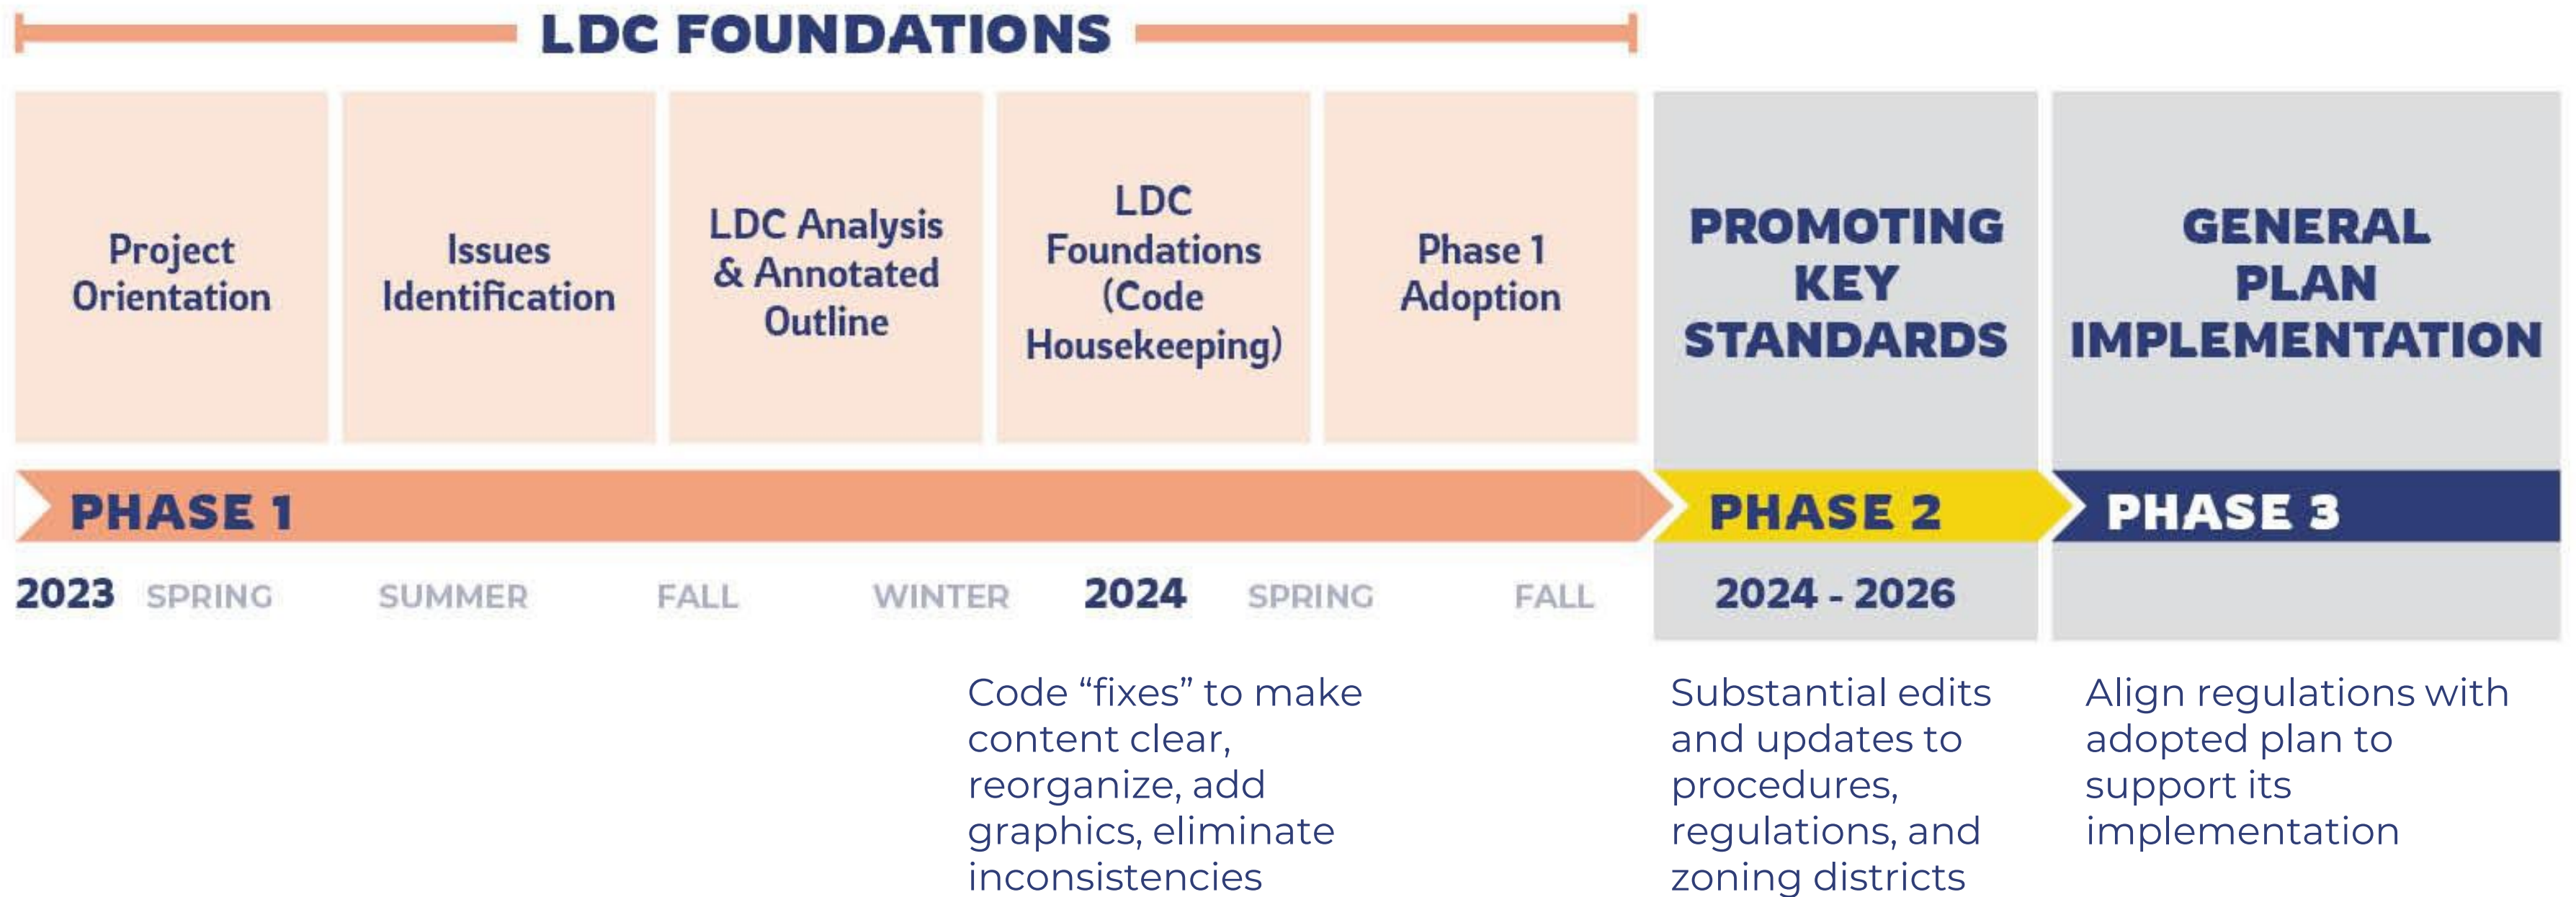 LDC FOUNDATIONS
Project
Orientation
Issues
Identification
LDC Analysis
& Annotated
Outline
LDC
Foundations
(Code
Housekeeping)
Phase 1
Adoption
PROMOTING
KEY
STANDARDS
GENERAL
PLAN
IMPLEMENTATION
PHASE 1
PHASE 2
PHASE 3
2023 SPRING SUMMER FALL WINTER 2024 SPRING FALL
2024 - 2026
Code “fixes” to make
content clear,
reorganize, add
graphics, eliminate
inconsistencies
Substantial edits
and updates to
procedures,
regulations, and
zoning districts
Align regulations with
adopted plan to
support its
implementation